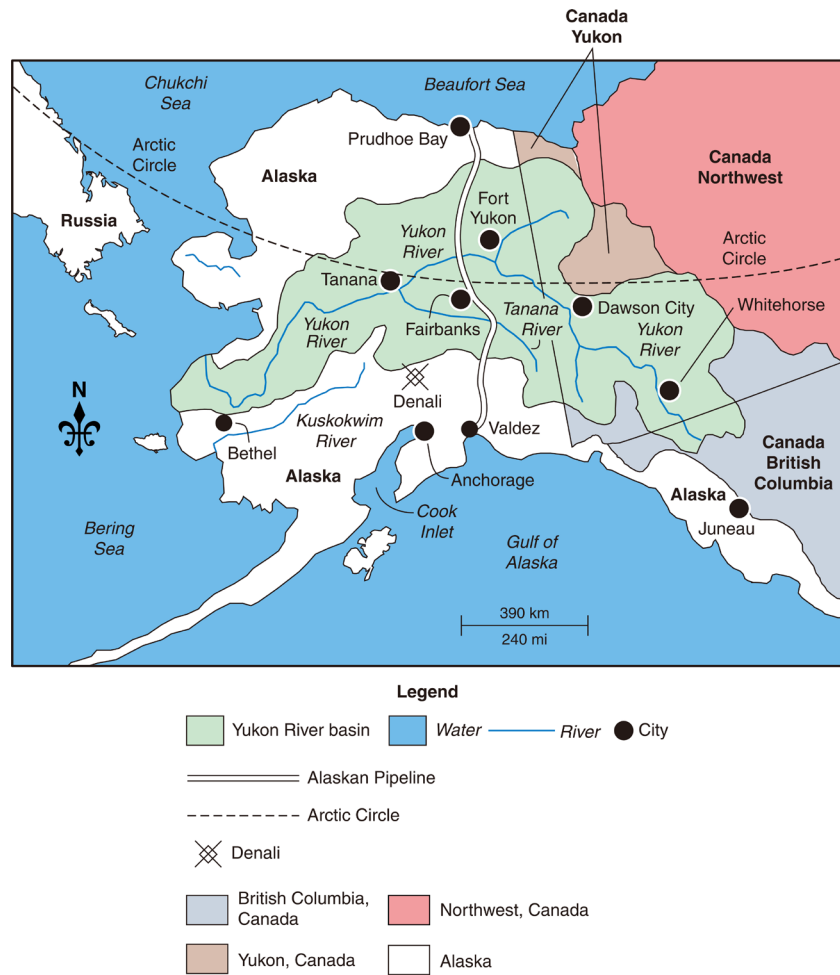 Canada
Yukon
Chukchi
Sea
Beaufort Sea
Prudhoe Bay
Arctic
Circle
Alaska
Canada
Northwest
Russia
Fort
Yukon
Yukon
River
Arctic
Circle
Tanana
Fairbanks
Tanana
River
Dawson City
Whitehorse
Yukon
River
Yukon
River
N
Denali
Kuskokwim
River
Valdez
Bethel
Alaska
Anchorage
Canada
British
Columbia
Alaska
Juneau
Cook
Inlet
Bering
Sea
Gulf of
Alaska
390 km
240 mi
Legend
Yukon River basin
Water
River
City
Alaskan Pipeline
Arctic Circle
Denali
British Columbia,
Canada
Northwest, Canada
Yukon, Canada
Alaska